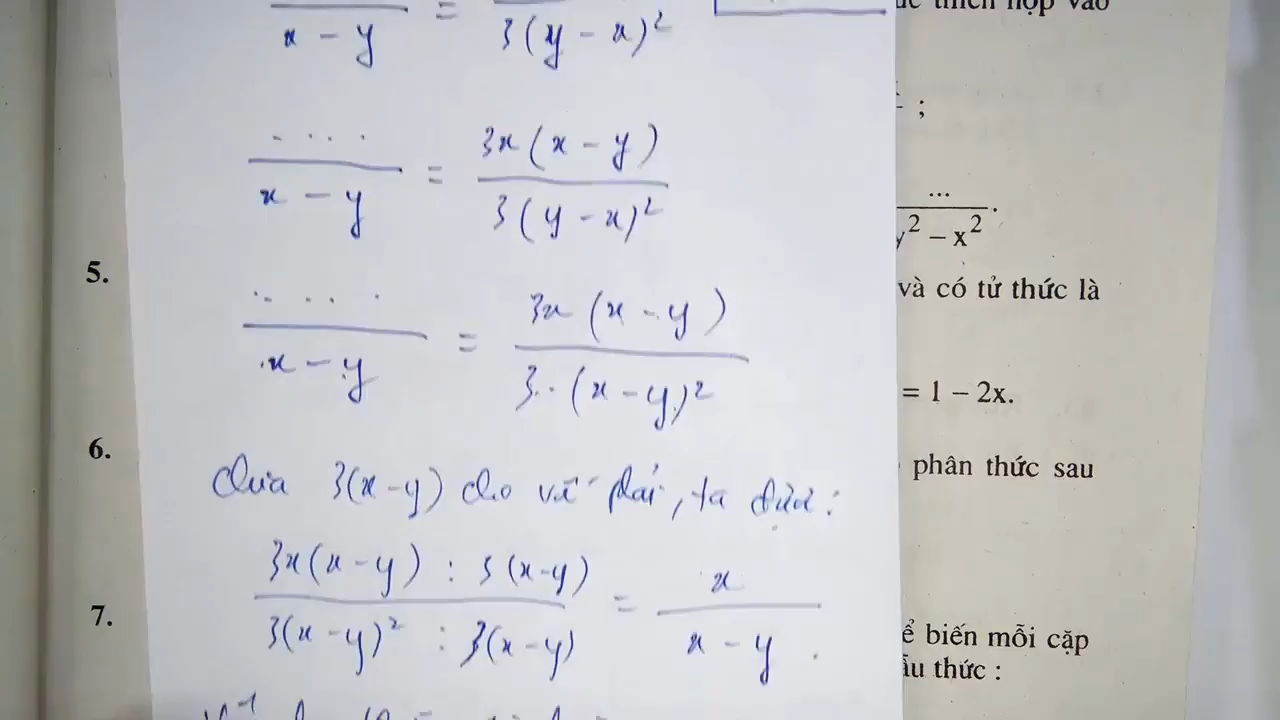 x − y = 3(y − x)²
...thích hợp vào
;
.... / (x − y) = 3x(x − y) / 3(y − x)²
... / y² − x².
5.
và có tử thức là
.... / (x − y) = 3x(x − y) / 3.(x − y)²
= 1 − 2x.
6.
phân thức sau
chia 3(x−y) cho vế phải, ta được:
3x(x−y) : 3(x−y) / 3(x−y)² : 3(x−y) = x / (x − y).
7.
ể biến mỗi cặp
ẫu thức :